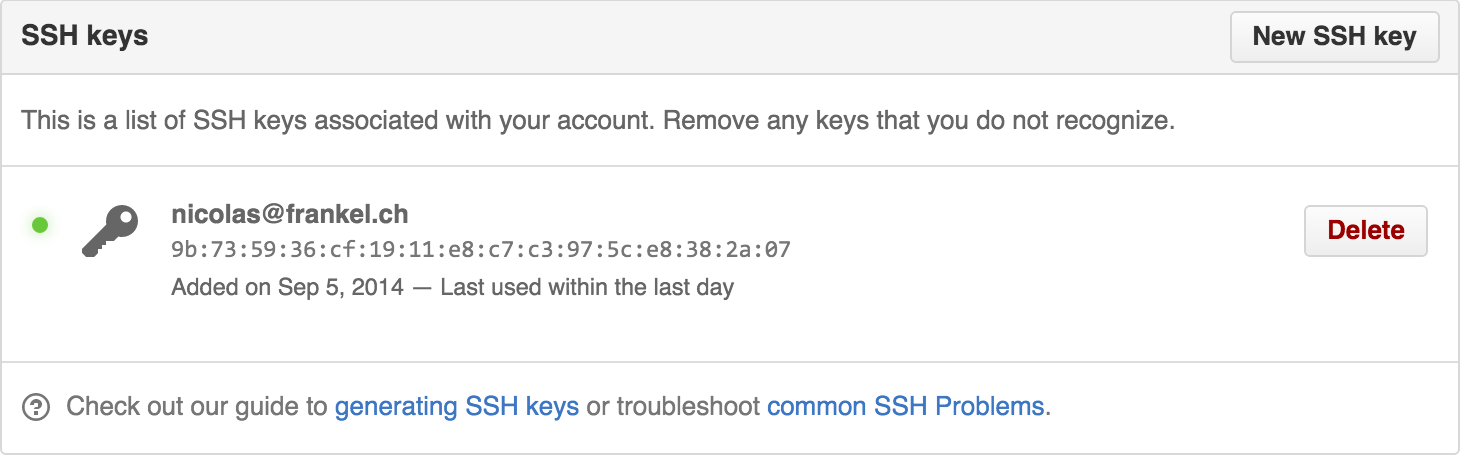 SSH keys
New SSH key
This is a list of SSH keys associated with your account. Remove any keys that you do not recognize.
nicolas@frankel.ch
9b:73:59:36:cf:19:11:e8:c7:c3:97:5c:e8:38:2a:07
Delete
Added on Sep 5, 2014 — Last used within the last day
Check out our guide to generating SSH keys or troubleshoot common SSH Problems.